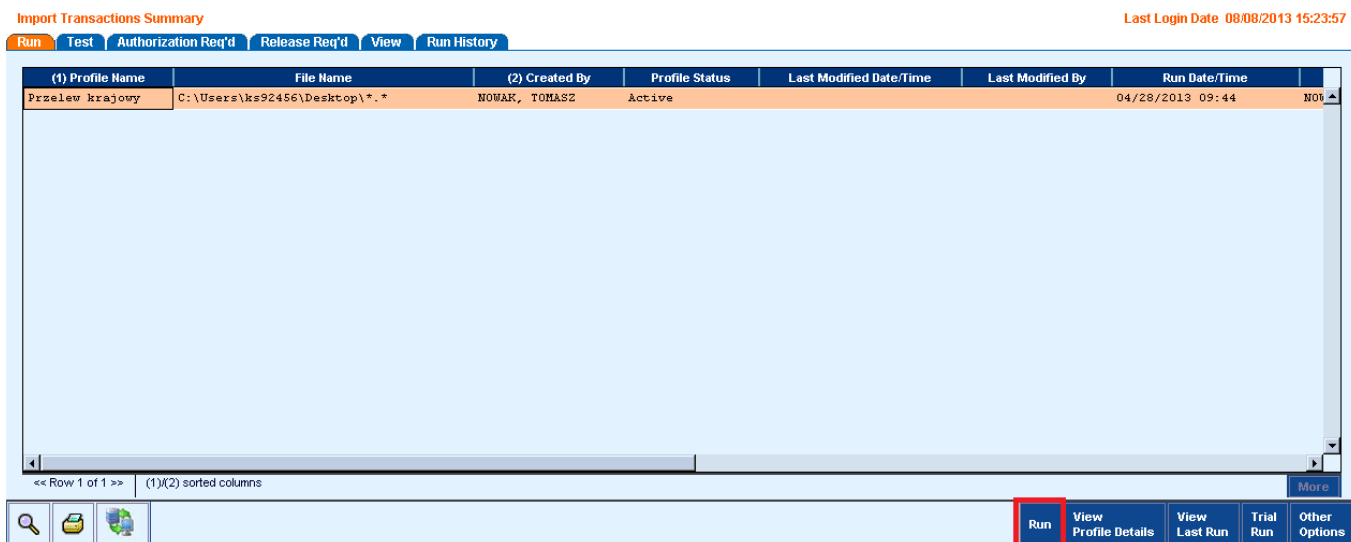 Import Transactions Summary
Last Login Date 08/08/2013 15:23:57
Run Test Authorization Req'd Release Req'd View Run History
(1) Profile Name File Name (2) Created By Profile Status Last Modified Date/Time Last Modified By Run Date/Time
Przelew krajowy C:\Users\ks92456\Desktop\*.* NOWAK, TOMASZ Active 04/28/2013 09:44
<< Row 1 of 1 >> (1)/(2) sorted columns
More
Run View Profile Details View Last Run Trial Run Other Options